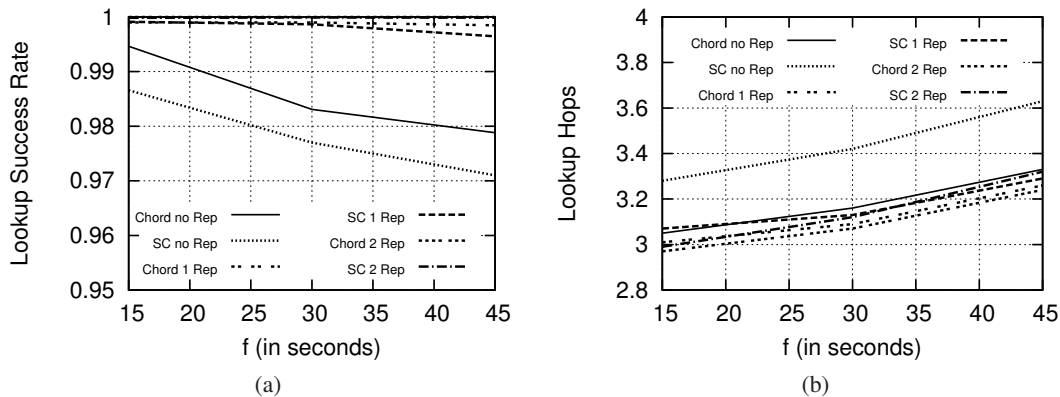 Lookup Success Rate
1
0.99
0.98
0.97
0.96
0.95
Chord no Rep
SC no Rep
Chord 1 Rep
SC 1 Rep
Chord 2 Rep
SC 2 Rep
15 20 25 30 35 40 45
f (in seconds)
(a)
Lookup Hops
4
3.8
3.6
3.4
3.2
3
2.8
Chord no Rep
SC no Rep
Chord 1 Rep
SC 1 Rep
Chord 2 Rep
SC 2 Rep
15 20 25 30 35 40 45
f (in seconds)
(b)